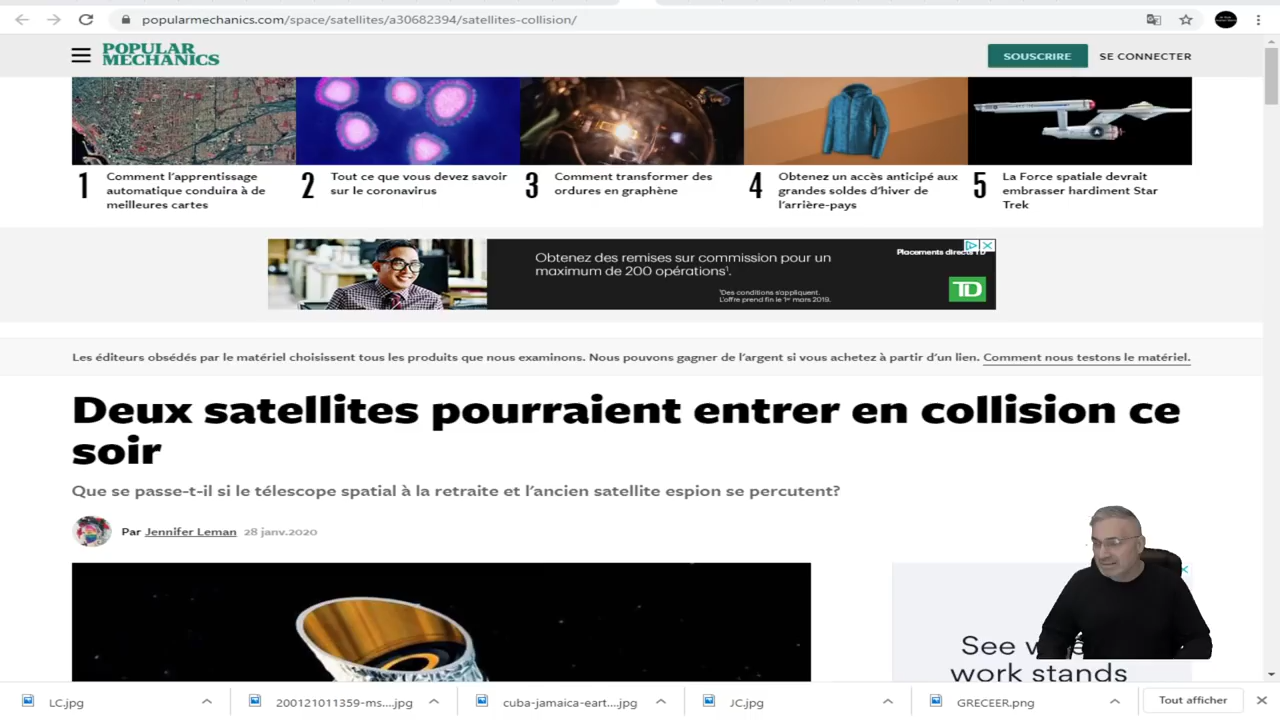 popularmechanics.com/space/satellites/a30682394/satellites-collision/
POPULAR
MECHANICS
SOUSCRIRE
SE CONNECTER
1
Comment l'apprentissage
automatique conduira à de
meilleures cartes
2
Tout ce que vous devez savoir
sur le coronavirus
3
Comment transformer des
ordures en graphène
4
Obtenez un accès anticipé aux
grandes soldes d'hiver de
l'arrière-pays
5
La Force spatiale devrait
embrasser hardiment Star
Trek
Obtenez des remises sur commission pour un
maximum de 200 opérations¹.
¹Des conditions s'appliquent.
L'offre prend fin le 1er mars 2019.
Placements directs TD
TD
Les éditeurs obsédés par le matériel choisissent tous les produits que nous examinons. Nous pouvons gagner de l'argent si vous achetez à partir d'un lien. Comment nous testons le matériel.
Deux satellites pourraient entrer en collision ce
soir
Que se passe-t-il si le télescope spatial à la retraite et l'ancien satellite espion se percutent?
Par Jennifer Leman 28 janv.2020
See
work stands
LC.jpg
200121011359-ms....jpg
cuba-jamaica-eart....jpg
JC.jpg
GRECEER.png
Tout afficher